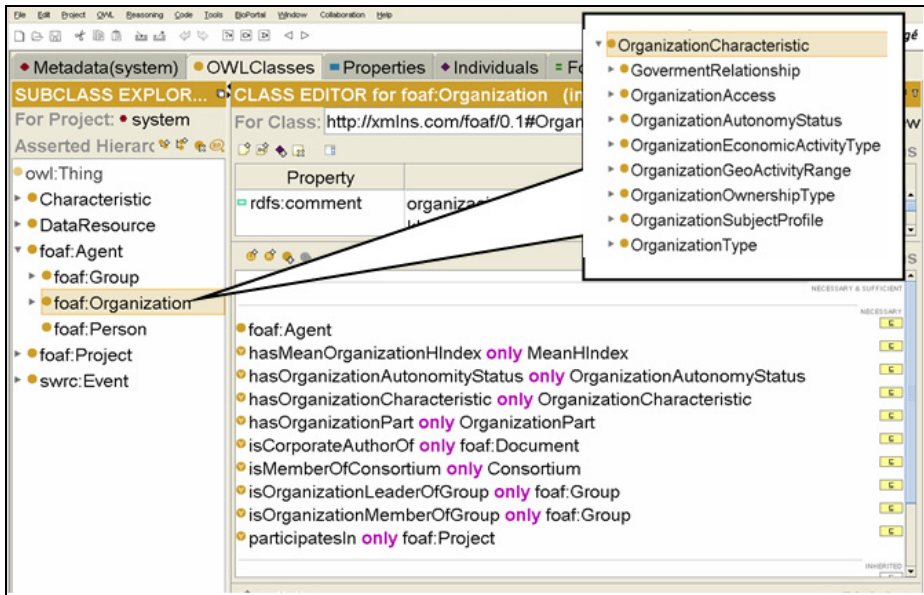 File Edit Project OWL Reasoning Code Tools BioPortal Window Collaboration Help
Metadata(system) OWLClasses Properties Individuals = Fo
SUBCLASS EXPLOR...
For Project: system
Asserted Hierarc
owl:Thing
Characteristic
DataResource
foaf:Agent
foaf:Group
foaf:Organization
foaf:Person
foaf:Project
swrc:Event
CLASS EDITOR for foaf:Organization (in
For Class: http://xmlns.com/foaf/0.1#Organ
Property
rdfs:comment
NECESSARY & SUFFICIENT
NECESSARY
foaf:Agent
hasMeanOrganizationHIndex only MeanHIndex
hasOrganizationAutonomityStatus only OrganizationAutonomyStatus
hasOrganizationCharacteristic only OrganizationCharacteristic
hasOrganizationPart only OrganizationPart
isCorporateAuthorOf only foaf:Document
isMemberOfConsortium only Consortium
isOrganizationLeaderOfGroup only foaf:Group
isOrganizationMemberOfGroup only foaf:Group
participatesIn only foaf:Project
INHERITED
OrganizationCharacteristic
GovermentRelationship
OrganizationAccess
OrganizationAutonomyStatus
OrganizationEconomicActivityType
OrganizationGeoActivityRange
OrganizationOwnershipType
OrganizationSubjectProfile
OrganizationType